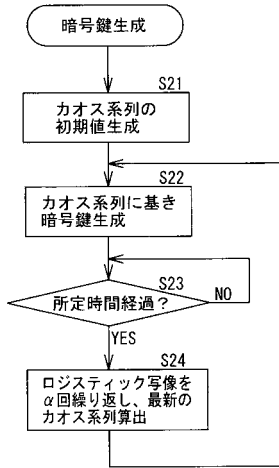 暗号鍵生成
S21
カオス系列の
初期値生成
S22
カオス系列に基き
暗号鍵生成
S23
所定時間経過？
NO
YES
S24
ロジスティック写像を
α回繰り返し、最新の
カオス系列算出